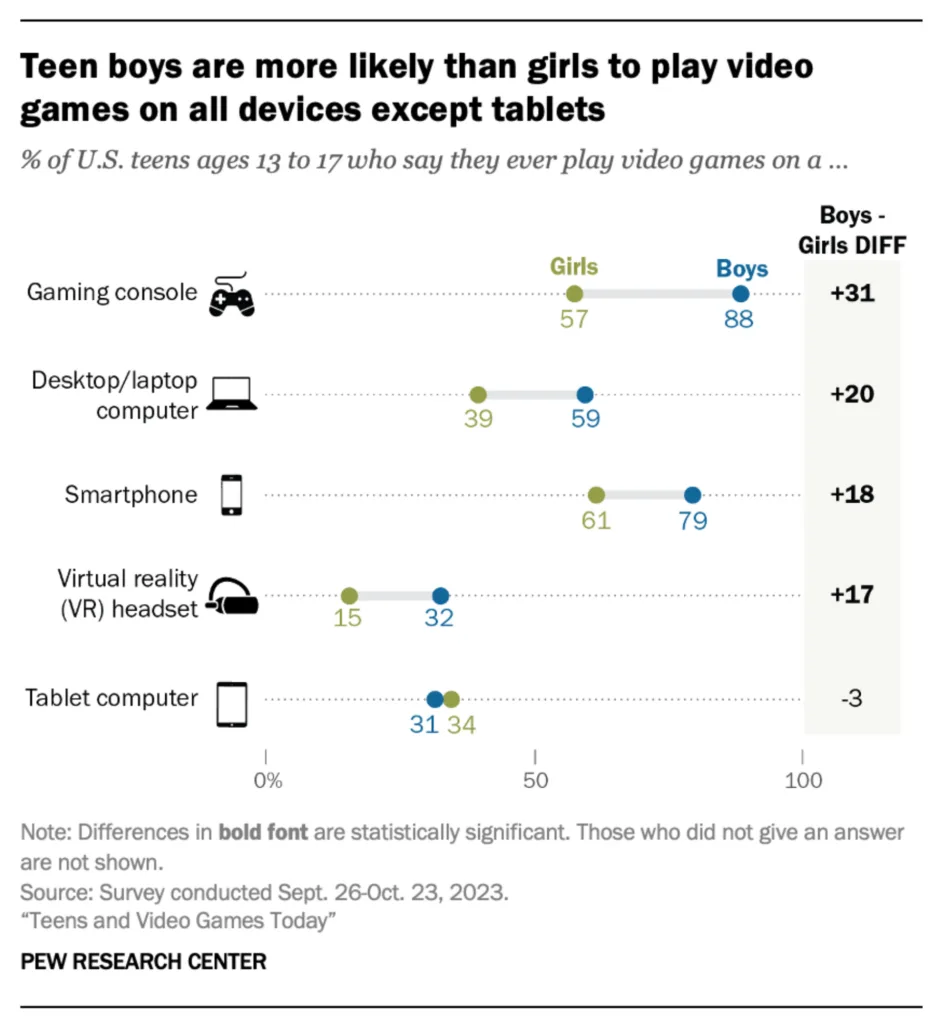 Teen boys are more likely than girls to play video
games on all devices except tablets
% of U.S. teens ages 13 to 17 who say they ever play video games on a ...
Boys -
Girls DIFF
Girls
Boys
Gaming console
57
88
+31
Desktop/laptop
computer
39
59
+20
Smartphone
61
79
+18
Virtual reality
(VR) headset
15
32
+17
Tablet computer
31
34
-3
0%
50
100
Note: Differences in bold font are statistically significant. Those who did not give an answer
are not shown.
Source: Survey conducted Sept. 26-Oct. 23, 2023.
“Teens and Video Games Today”
PEW RESEARCH CENTER